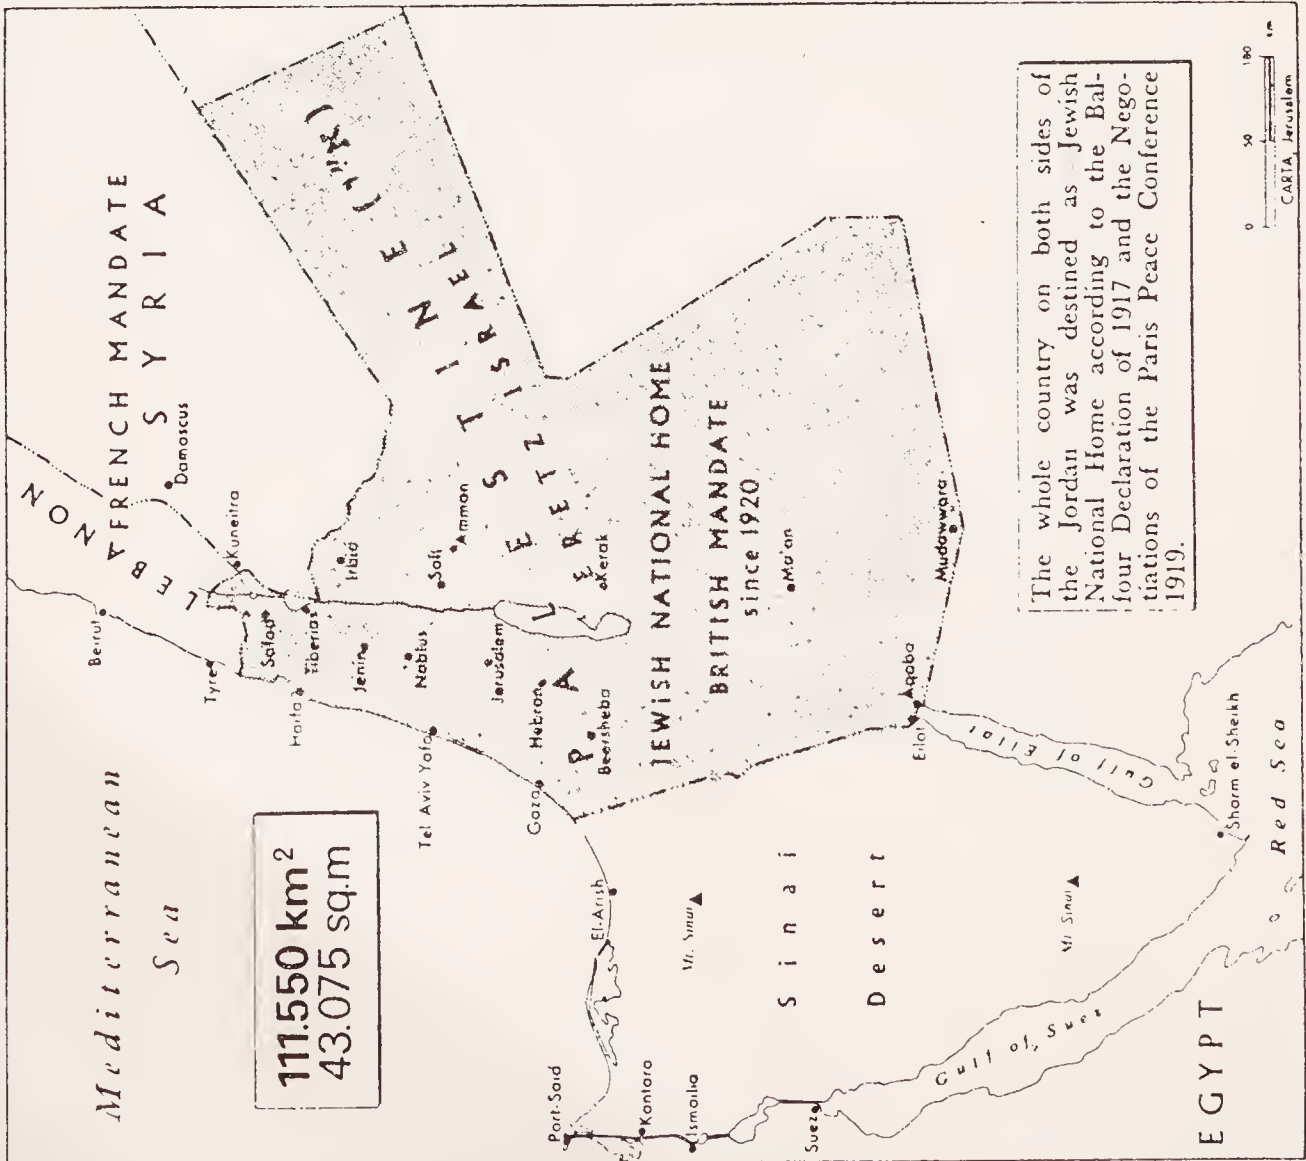 Mediterranean
Sea
111.550 km²
43.075 sq.m
LEBANON
FRENCH MANDATE
SYRIA
Beirut
Damascus
Tyre
Kuneitra
Safad
Haifa
Tiberias
Irbid
Jenin
Nablus
Salt
Amman
Tel Aviv Yafo
Jerusalem
Hebron
Gaza
Beersheba
Kerak
PALESTINE (א"י)
ERETZ ISRAEL
JEWISH NATIONAL HOME
BRITISH MANDATE
since 1920
Ma'an
Mudawwara
Aqaba
Eilat
Port-Said
Kantara
Ismailia
Suez
El-Arish
Mt. Sinai
Sinai
Desert
Mt Sinai
Gulf of Suez
Gulf of Eilat
Sharm el-Sheikh
Red Sea
EGYPT
The whole country on both sides of
the Jordan was destined as Jewish
National Home according to the Bal-
four Declaration of 1917 and the Nego-
tiations of the Paris Peace Conference
1919.
0 50 100 km
CARTA, Jerusalem